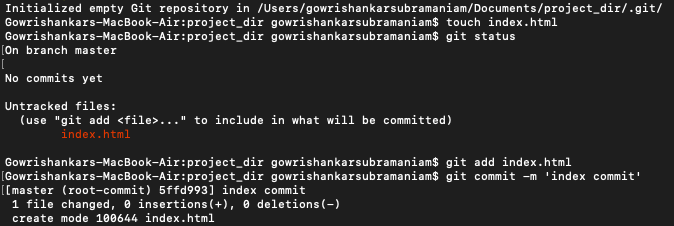 Initialized empty Git repository in /Users/gowrishankarsubramaniam/Documents/project_dir/.git/
Gowrishankars-MacBook-Air:project_dir gowrishankarsubramaniam$ touch index.html
Gowrishankars-MacBook-Air:project_dir gowrishankarsubramaniam$ git status
[On branch master
[
No commits yet
Untracked files:
(use "git add <file>..." to include in what will be committed)
index.html
Gowrishankars-MacBook-Air:project_dir gowrishankarsubramaniam$ git add index.html
[Gowrishankars-MacBook-Air:project_dir gowrishankarsubramaniam$ git commit -m 'index commit'
[[master (root-commit) 5ffd993] index commit
1 file changed, 0 insertions(+), 0 deletions(-)
create mode 100644 index.html